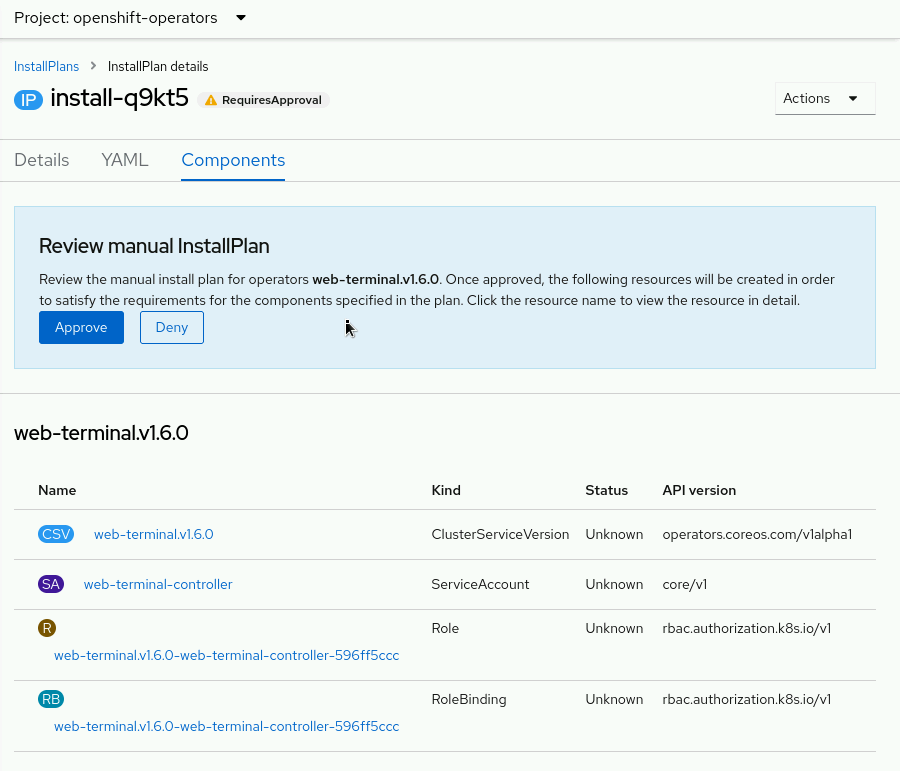 Project: openshift-operators
InstallPlans > InstallPlan details
IP install-q9kt5 RequiresApproval
Actions
Details YAML Components
Review manual InstallPlan
Review the manual install plan for operators web-terminal.v1.6.0. Once approved, the following resources will be created in order
to satisfy the requirements for the components specified in the plan. Click the resource name to view the resource in detail.
Approve Deny
web-terminal.v1.6.0
Name Kind Status API version
CSV web-terminal.v1.6.0 ClusterServiceVersion Unknown operators.coreos.com/v1alpha1
SA web-terminal-controller ServiceAccount Unknown core/v1
R Role Unknown rbac.authorization.k8s.io/v1
web-terminal.v1.6.0-web-terminal-controller-596ff5ccc
RB RoleBinding Unknown rbac.authorization.k8s.io/v1
web-terminal.v1.6.0-web-terminal-controller-596ff5ccc